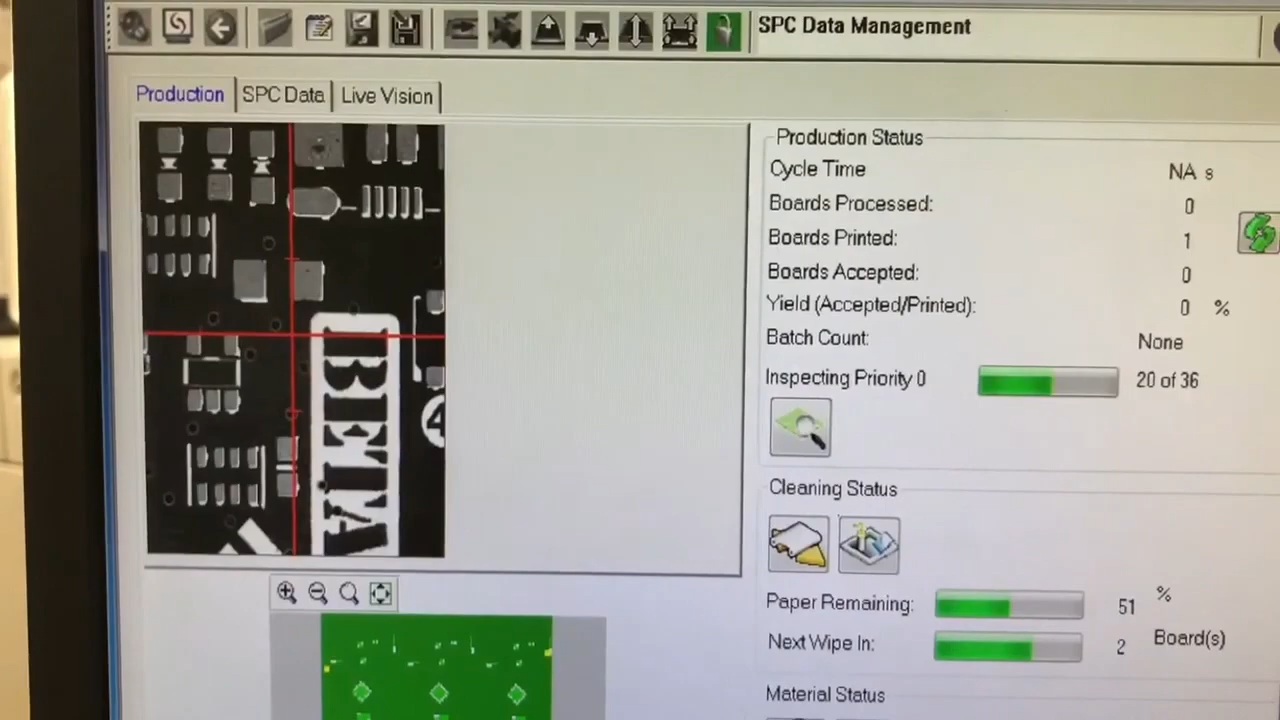 SPC Data Management
Production SPC Data Live Vision
Production Status
Cycle Time NA s
Boards Processed: 0
Boards Printed: 1
Boards Accepted: 0
Yield (Accepted/Printed): 0 %
Batch Count: None
Inspecting Priority 0 20 of 36
BETA
4
Cleaning Status
Paper Remaining: 51 %
Next Wipe In: 2 Board(s)
Material Status